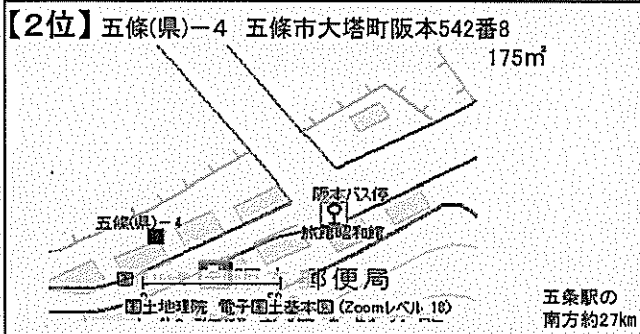 【2位】五條(県)－4 五條市大塔町阪本542番8
175㎡
阪本バス停
五條(県)－4
旅館昭和館
郵便局
国土地理院 電子国土基本図(Zoomレベル 18)
五条駅の
南方約27km